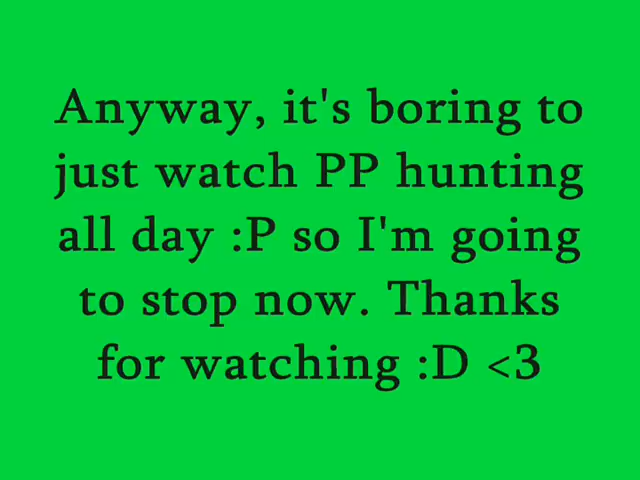 Anyway, it's boring to
just watch PP hunting
all day :P so I'm going
to stop now. Thanks
for watching :D <3